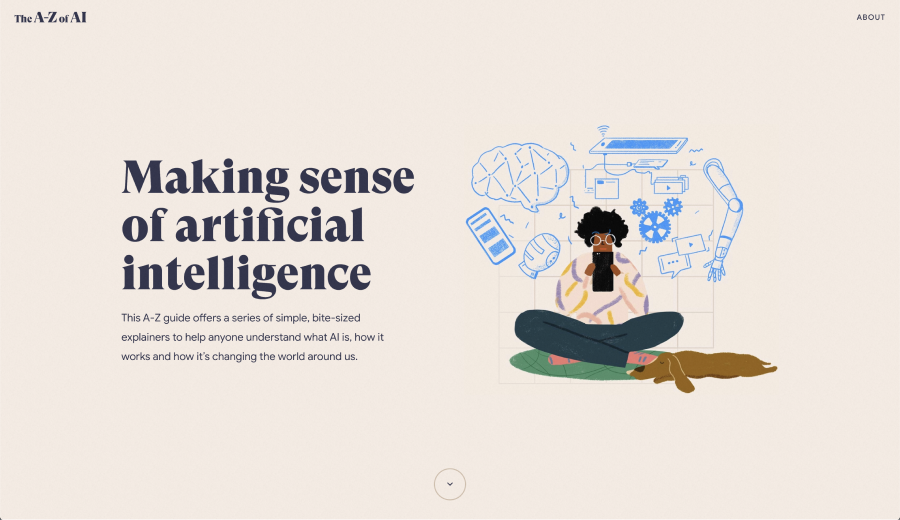 The A-Z of AI
ABOUT
Making sense
of artificial
intelligence
This A-Z guide offers a series of simple, bite-sized
explainers to help anyone understand what AI is, how it
works and how it's changing the world around us.